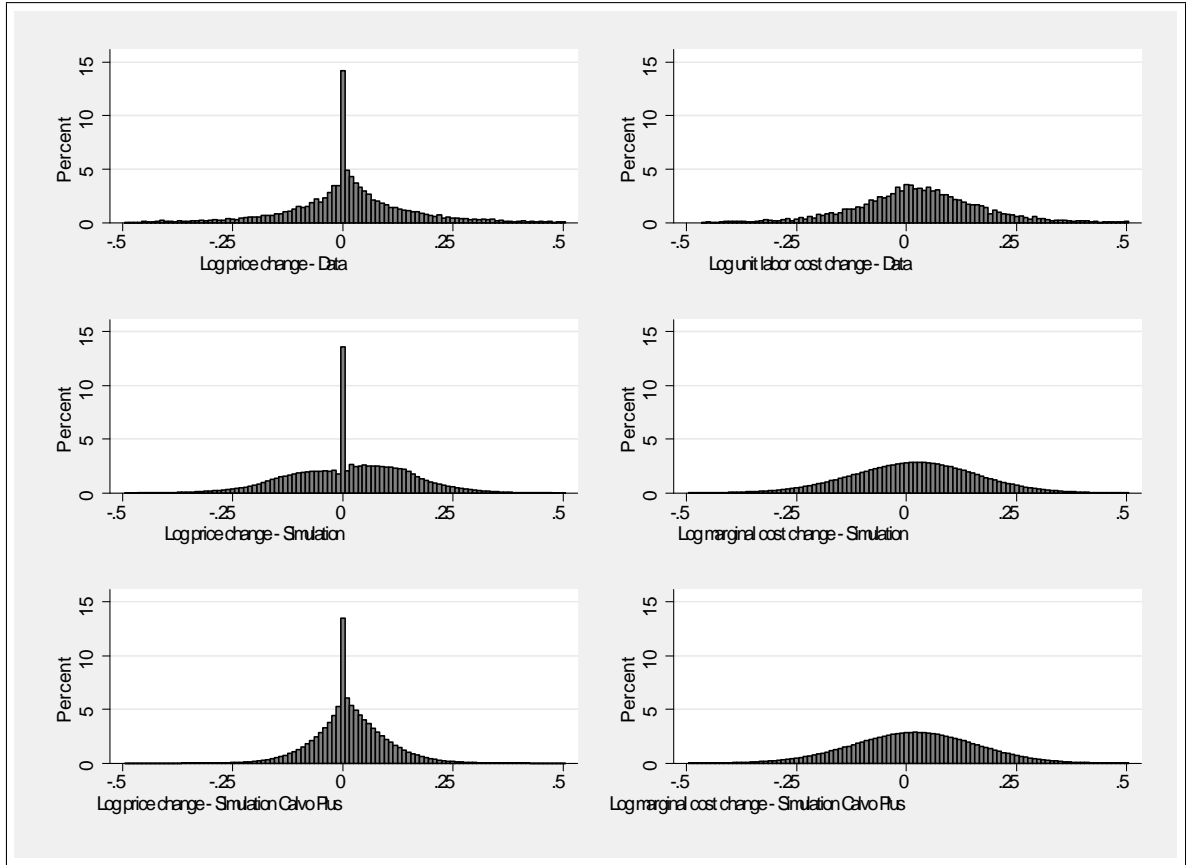 15
10
5
0
Percent
-.5 -.25 0 .25 .5
Log price change - Data
15
10
5
0
Percent
-.5 -.25 0 .25 .5
Log unit labor cost change - Data
15
10
5
0
Percent
-.5 -.25 0 .25 .5
Log price change - Simulation
15
10
5
0
Percent
-.5 -.25 0 .25 .5
Log marginal cost change - Simulation
15
10
5
0
Percent
-.5 -.25 0 .25 .5
Log price change - Simulation Calvo Plus
15
10
5
0
Percent
-.5 -.25 0 .25 .5
Log marginal cost change - Simulation Calvo Plus